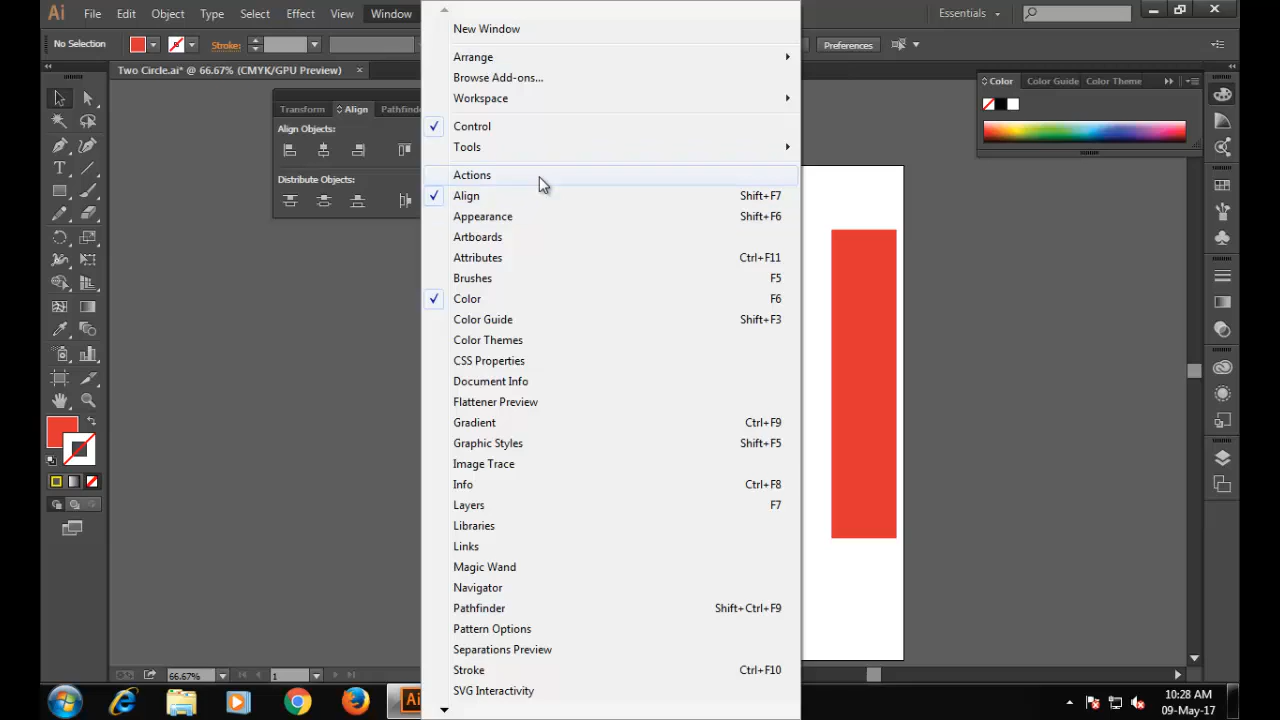 Ai File Edit Object Type Select Effect View Window Essentials
No Selection Stroke: Preferences
Two Circle.ai* @ 66.67% (CMYK/GPU Preview) ×
Transform Align Pathfinde
Align Objects:
Distribute Objects:
New Window
Arrange
Browse Add-ons...
Workspace
Control
Tools
Actions
Align Shift+F7
Appearance Shift+F6
Artboards
Attributes Ctrl+F11
Brushes F5
Color F6
Color Guide Shift+F3
Color Themes
CSS Properties
Document Info
Flattener Preview
Gradient Ctrl+F9
Graphic Styles Shift+F5
Image Trace
Info Ctrl+F8
Layers F7
Libraries
Links
Magic Wand
Navigator
Pathfinder Shift+Ctrl+F9
Pattern Options
Separations Preview
Stroke Ctrl+F10
SVG Interactivity
Color Color Guide Color Theme
66.67% 1
Ai
10:28 AM
09-May-17